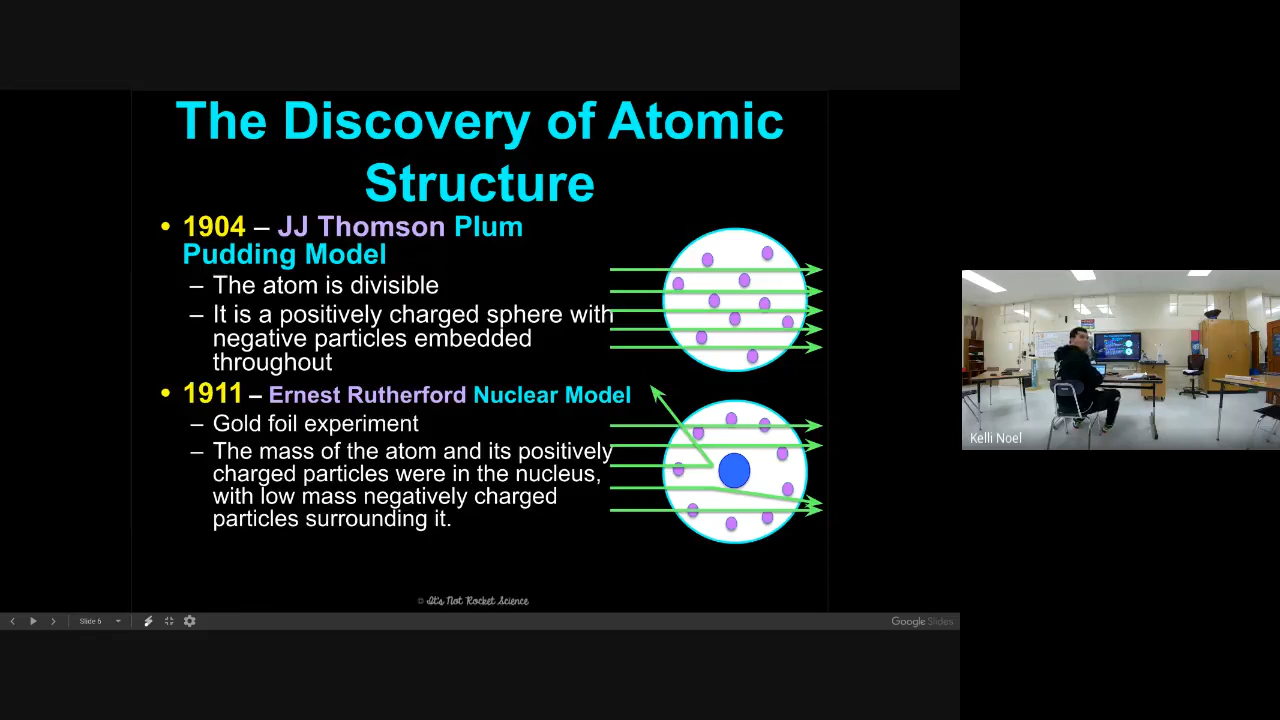 The Discovery of Atomic
Structure
• 1904 – JJ Thomson Plum
Pudding Model
– The atom is divisible
– It is a positively charged sphere with
negative particles embedded
throughout
• 1911 – Ernest Rutherford Nuclear Model
– Gold foil experiment
– The mass of the atom and its positively
charged particles were in the nucleus,
with low mass negatively charged
particles surrounding it.
© It's Not Rocket Science
Slide 6
Google Slides
Kelli Noel